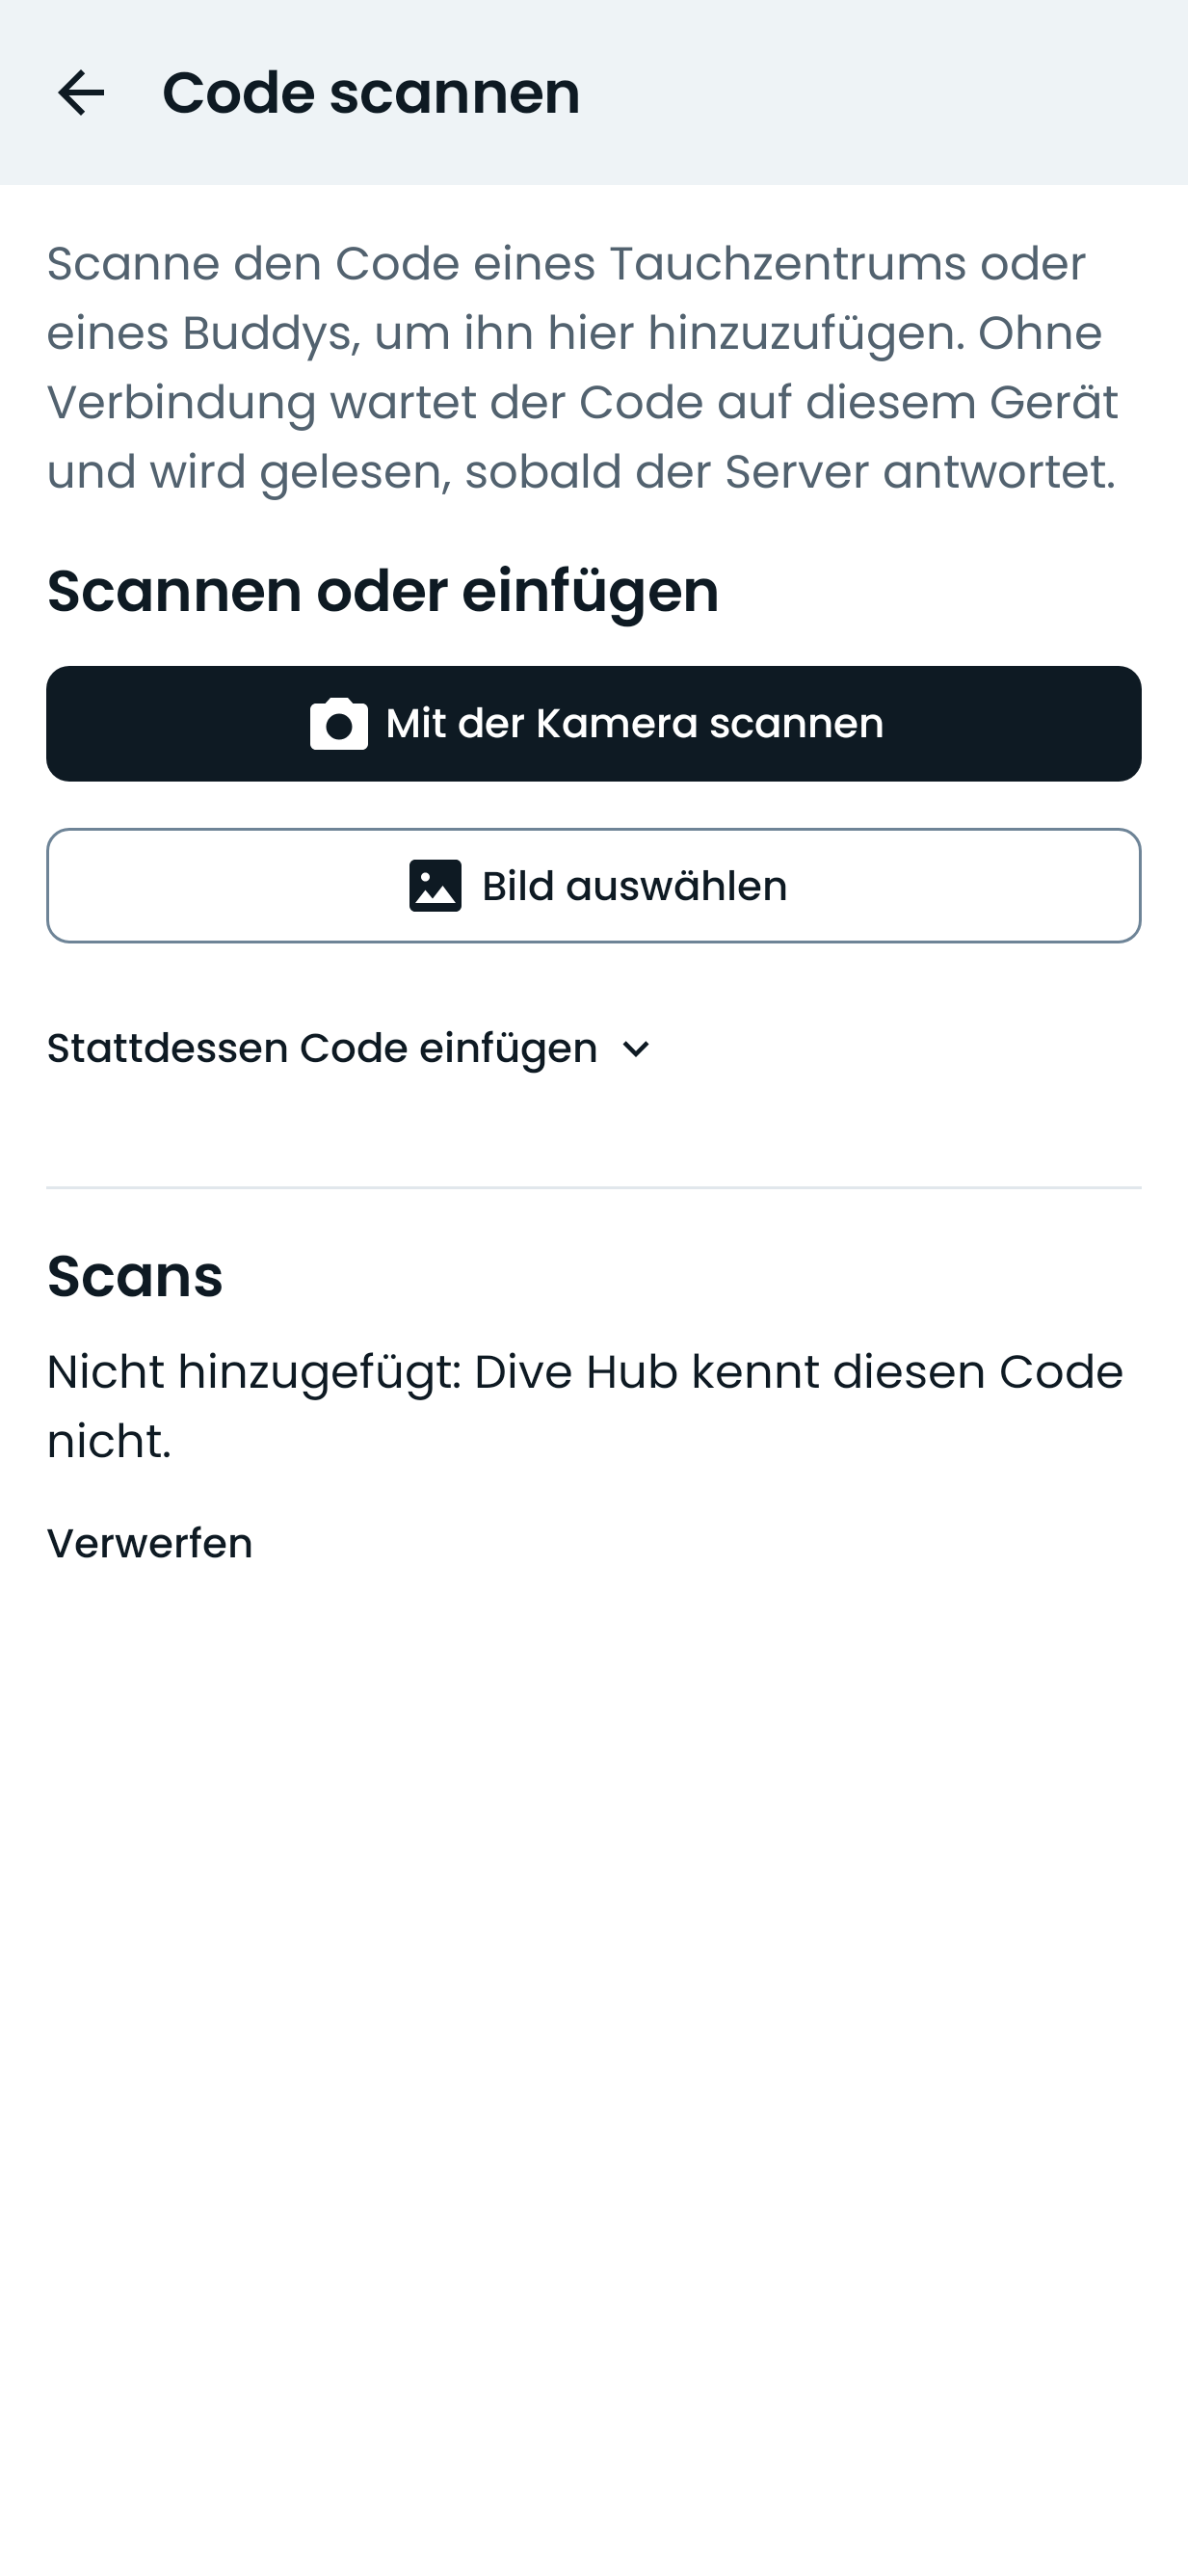 Code scannen
Scanne den Code eines Tauchzentrums oder
eines Buddys, um ihn hier hinzuzufügen. Ohne
Verbindung wartet der Code auf diesem Gerät
und wird gelesen, sobald der Server antwortet.
Scannen oder einfügen
Mit der Kamera scannen
Bild auswählen
Stattdessen Code einfügen
Scans
Nicht hinzugefügt: Dive Hub kennt diesen Code
nicht.
Verwerfen